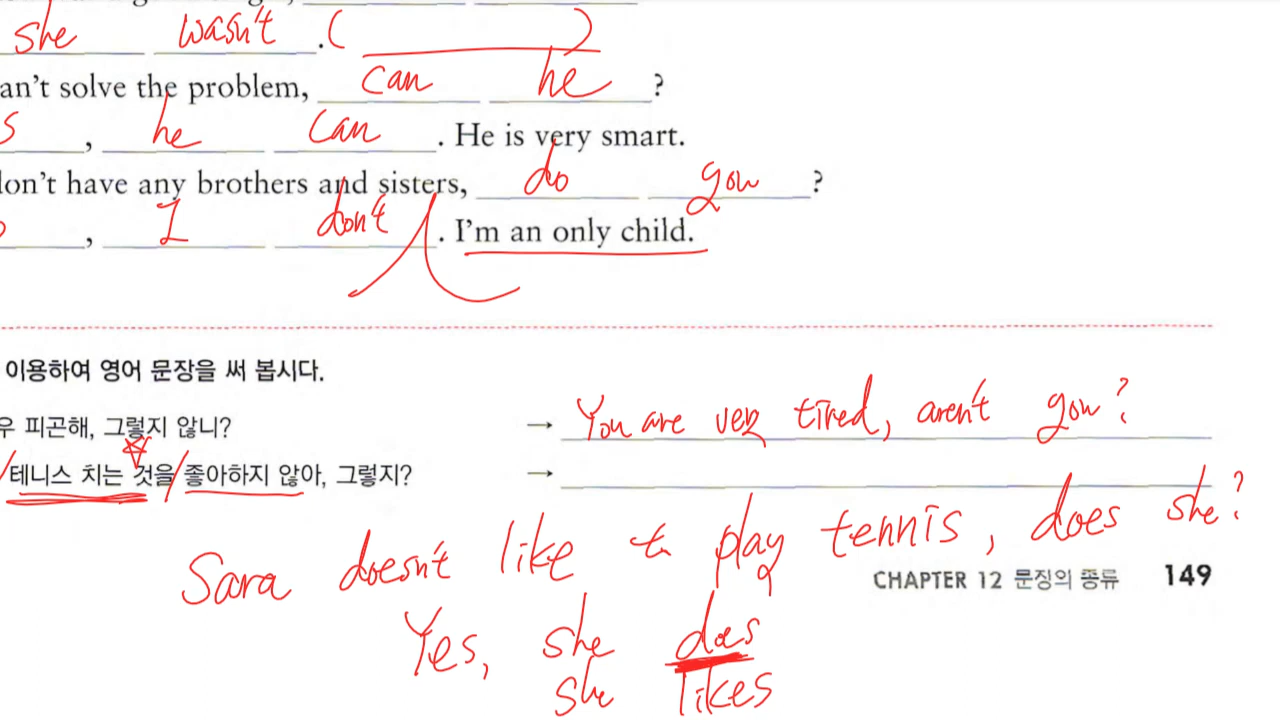 she wasn't . ( )
an't solve the problem, can he ?
s , he can . He is very smart.
don't have any brothers and sisters, do you ?
, I don't . I'm an only child.
이용하여 영어 문장을 써 봅시다.
우 피곤해, 그렇지 않니? → You are very tired, aren't you?
테니스 치는 것을 좋아하지 않아, 그렇지? →
Sara doesn't like to play tennis, does she?
CHAPTER 12 문장의 종류 149
Yes, she does
she likes